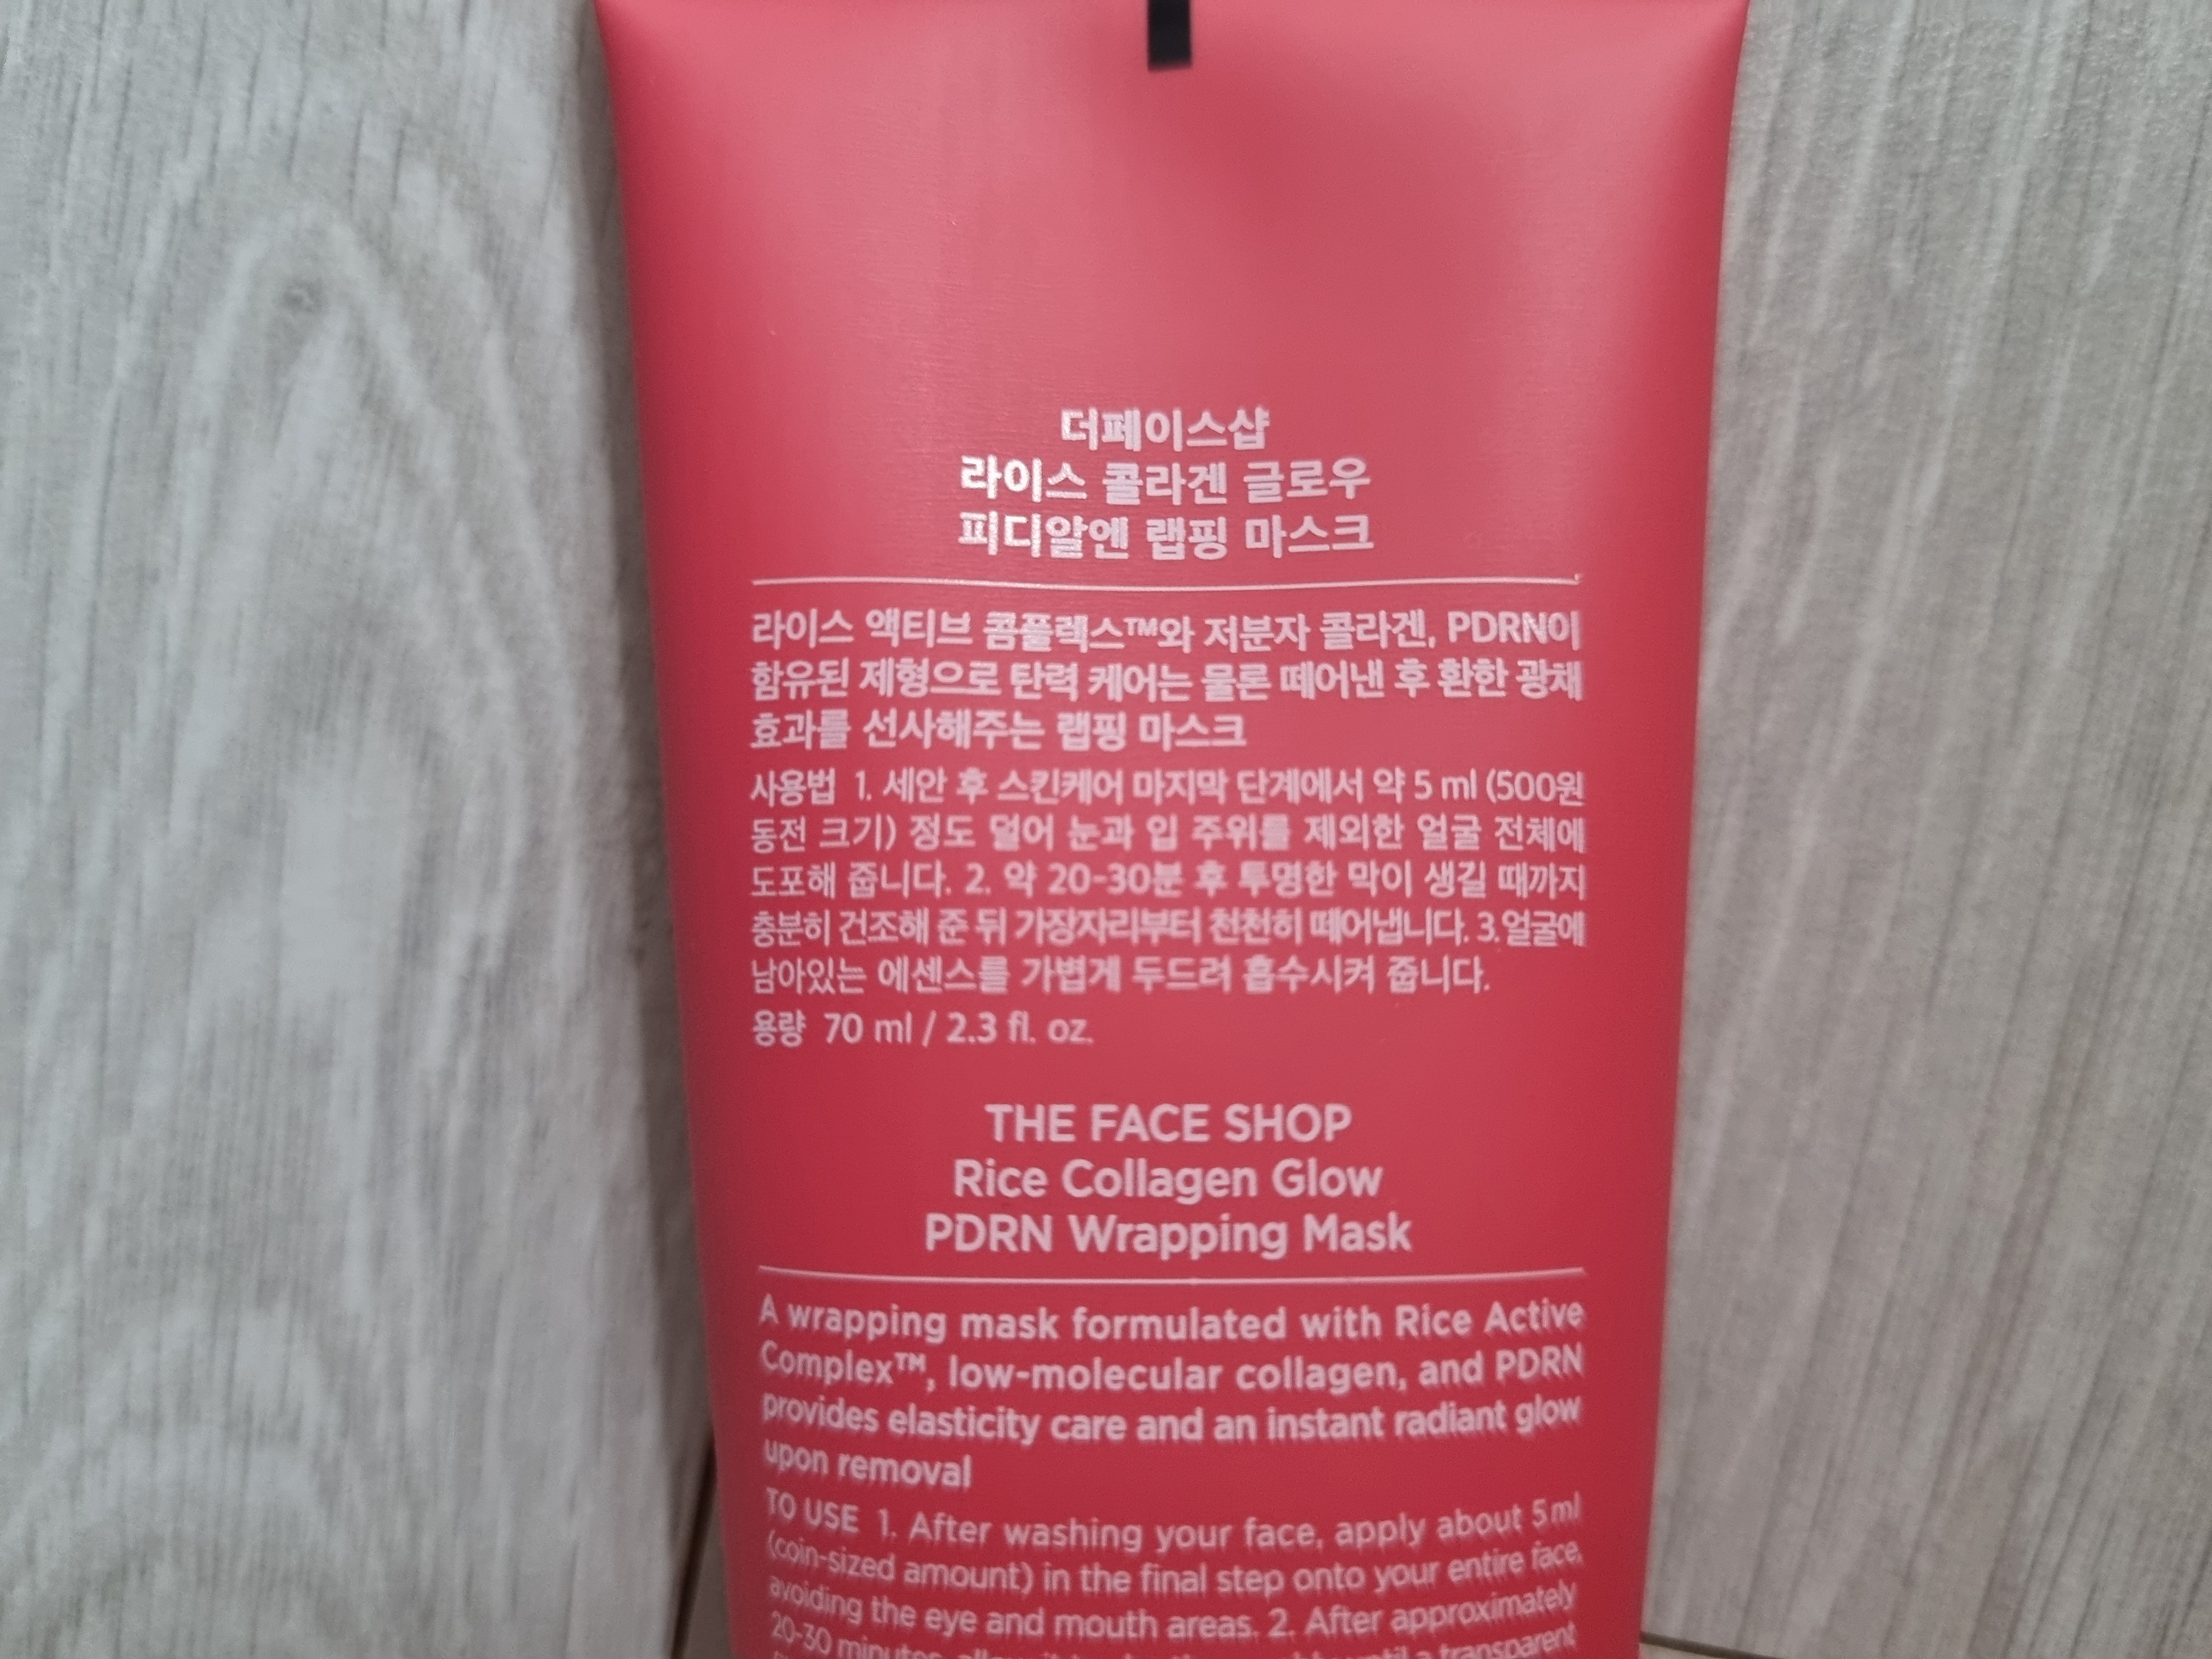 더페이스샵
라이스 콜라겐 글로우
피디알엔 랩핑 마스크
라이스 액티브 콤플렉스™와 저분자 콜라겐, PDRN이
함유된 제형으로 탄력 케어는 물론 떼어낸 후 환한 광채
효과를 선사해주는 랩핑 마스크
사용법 1. 세안 후 스킨케어 마지막 단계에서 약 5 ml (500원
동전 크기) 정도 덜어 눈과 입 주위를 제외한 얼굴 전체에
도포해 줍니다. 2. 약 20-30분 후 투명한 막이 생길 때까지
충분히 건조해 준 뒤 가장자리부터 천천히 떼어냅니다. 3.얼굴에
남아있는 에센스를 가볍게 두드려 흡수시켜 줍니다.
용량 70 ml / 2.3 fl. oz.
THE FACE SHOP
Rice Collagen Glow
PDRN Wrapping Mask
A wrapping mask formulated with Rice Active
Complex™, low-molecular collagen, and PDRN
provides elasticity care and an instant radiant glow
upon removal
TO USE 1. After washing your face, apply about 5 ml
(coin-sized amount) in the final step onto your entire face,
avoiding the eye and mouth areas. 2. After approximately
20-30 minutes, until a transparent